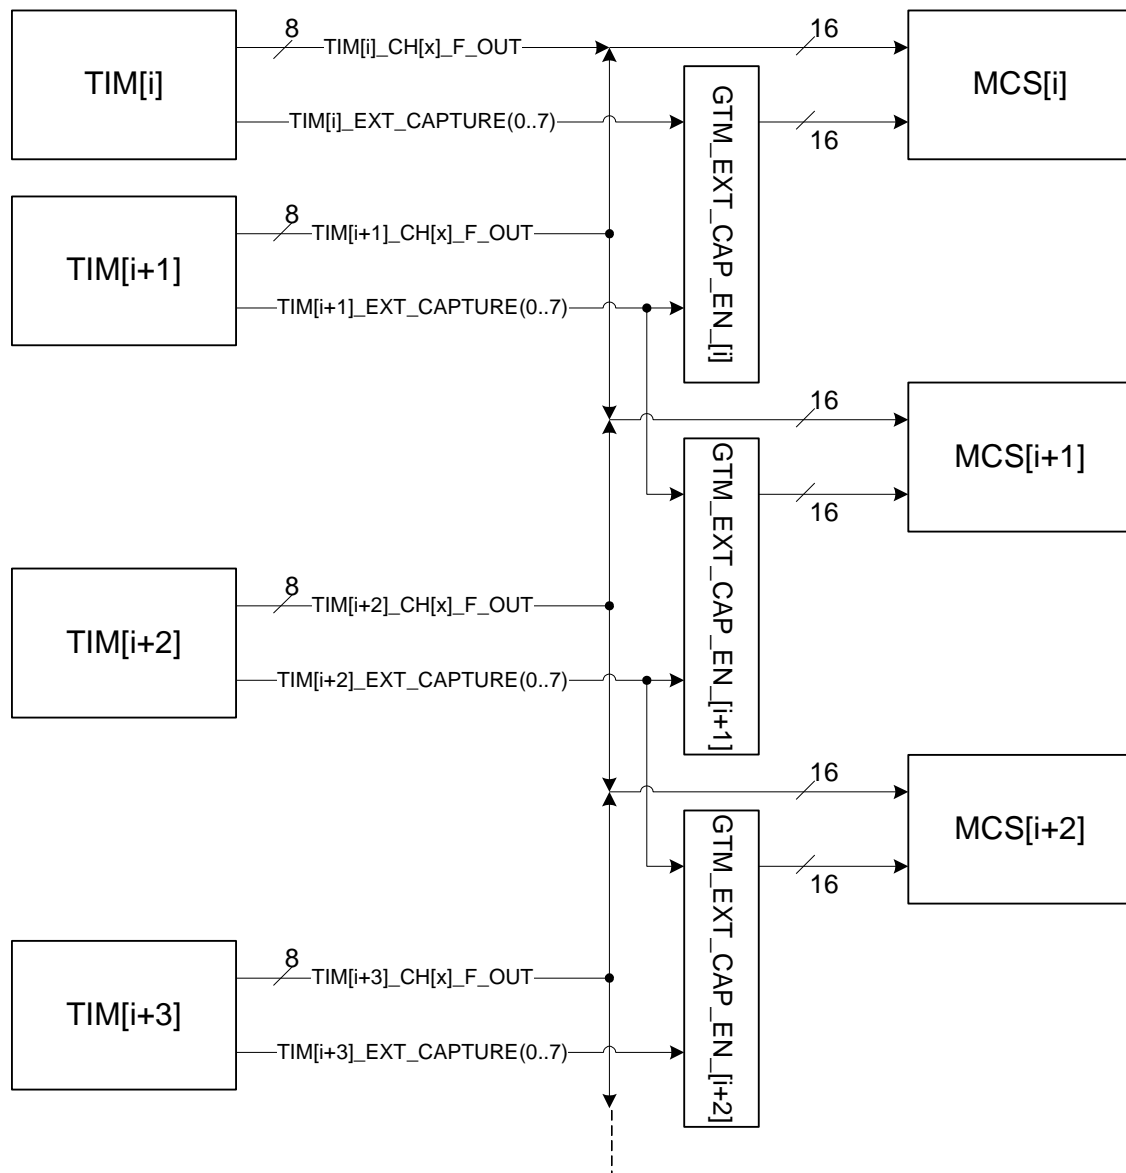 8
TIM[i]_CH[x]_F_OUT
16
TIM[i]
MCS[i]
TIM[i]_EXT_CAPTURE(0..7)
16
GTM_EXT_CAP_EN_[i]
8
TIM[i+1]_CH[x]_F_OUT
TIM[i+1]
TIM[i+1]_EXT_CAPTURE(0..7)
16
MCS[i+1]
16
GTM_EXT_CAP_EN_[i+1]
8
TIM[i+2]_CH[x]_F_OUT
TIM[i+2]
TIM[i+2]_EXT_CAPTURE(0..7)
16
MCS[i+2]
16
GTM_EXT_CAP_EN_[i+2]
8
TIM[i+3]_CH[x]_F_OUT
TIM[i+3]
TIM[i+3]_EXT_CAPTURE(0..7)